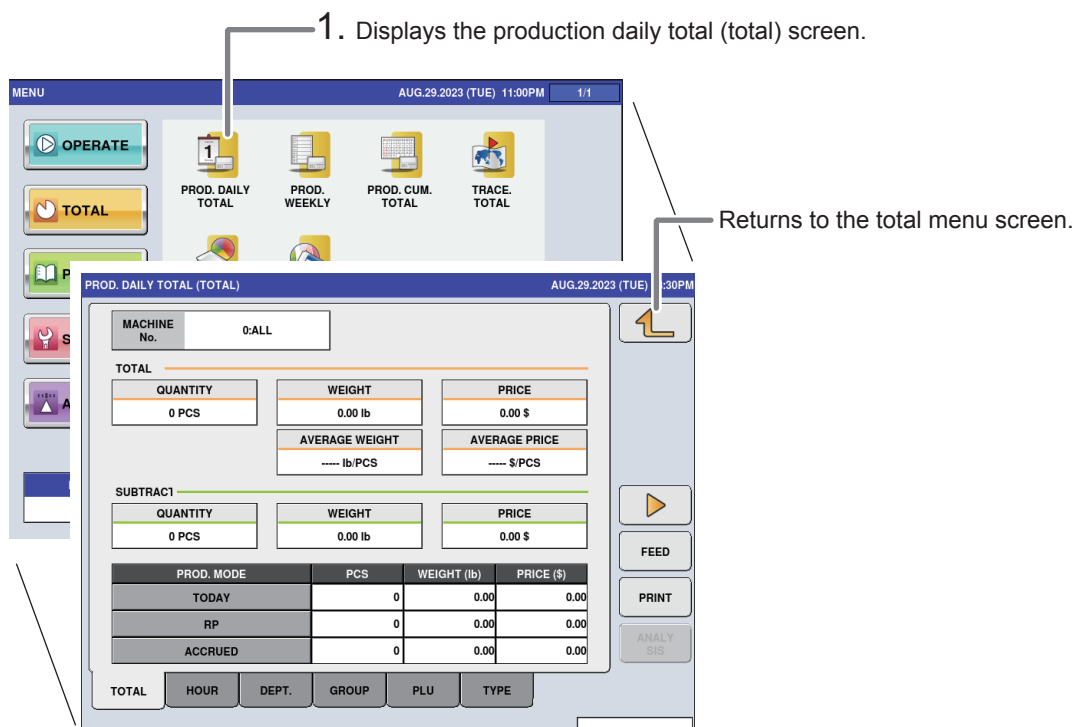 1. Displays the production daily total (total) screen.
MENU
AUG.29.2023 (TUE) 11:00PM
1/1
OPERATE
TOTAL
1
PROD. DAILY
TOTAL
PROD.
WEEKLY
PROD. CUM.
TOTAL
TRACE.
TOTAL
Returns to the total menu screen.
PROD. DAILY TOTAL (TOTAL)
AUG.29.2023 (TUE) :30PM
MACHINE
No.
0:ALL
TOTAL
QUANTITY
WEIGHT
PRICE
0 PCS
0.00 lb
0.00 $
AVERAGE WEIGHT
AVERAGE PRICE
----- lb/PCS
----- $/PCS
SUBTRACT
QUANTITY
WEIGHT
PRICE
0 PCS
0.00 lb
0.00 $
FEED
PROD. MODE PCS WEIGHT (lb) PRICE ($)
TODAY 0 0.00 0.00
PRINT
RP 0 0.00 0.00
ANALY
SIS
ACCRUED 0 0.00 0.00
TOTAL HOUR DEPT. GROUP PLU TYPE